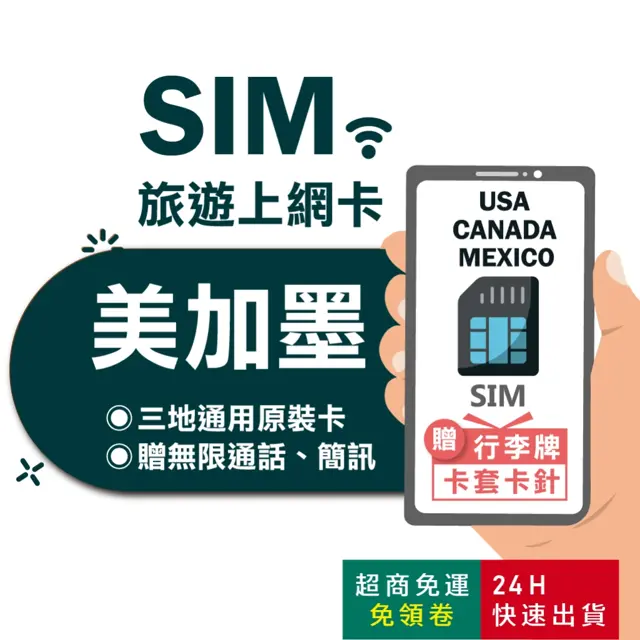 SIM
旅遊上網卡
美加墨
三地通用原裝卡
贈無限通話、簡訊
USA
CANADA
MEXICO
SIM
贈 行李牌
卡套卡針
超商免運
免領卷
24H
快速出貨